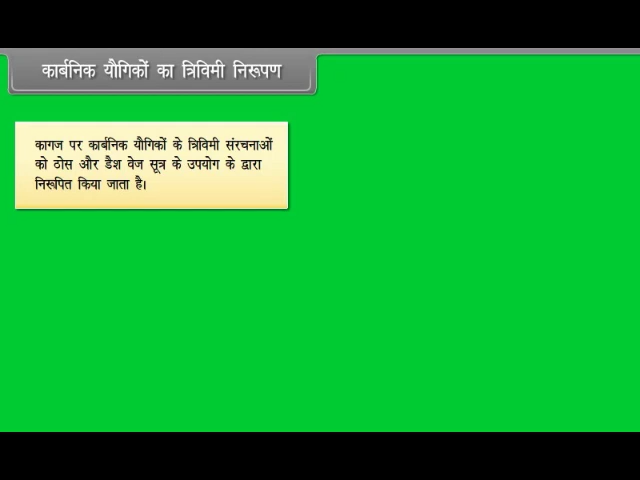 कार्बनिक यौगिकों का त्रिविमी निरूपण
कागज पर कार्बनिक यौगिकों के त्रिविमी संरचनाओं
को ठोस और डैश वेज सूत्र के उपयोग के द्वारा
निरूपित किया जाता है।